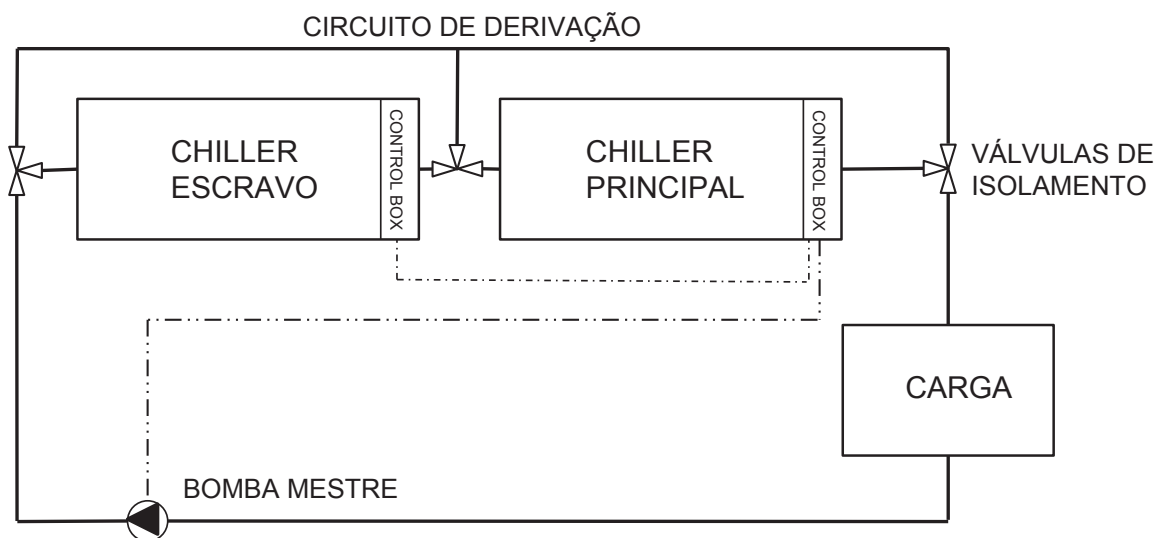 CIRCUITO DE DERIVAÇÃO
CHILLER
ESCRAVO
CONTROL BOX
CHILLER
PRINCIPAL
CONTROL BOX
VÁLVULAS DE
ISOLAMENTO
CARGA
BOMBA MESTRE